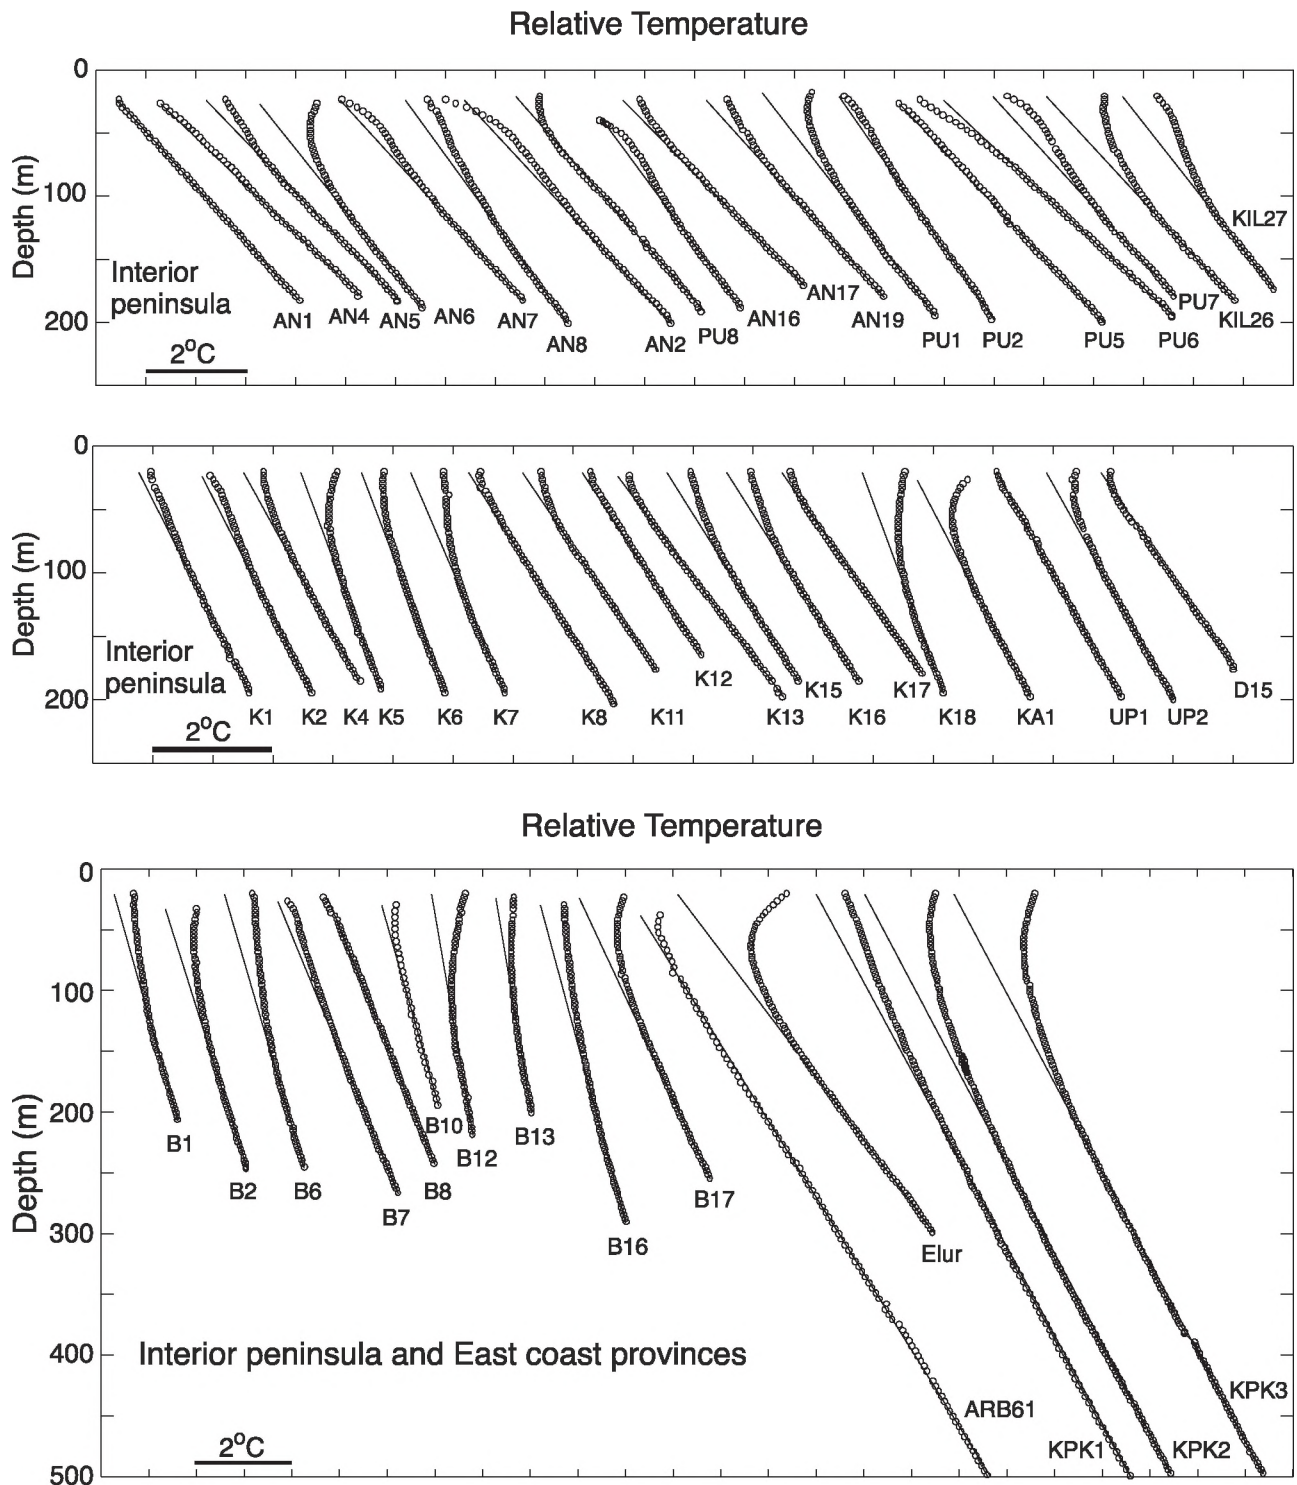 Relative Temperature
0
100
200
Depth (m)
Interior
peninsula
2°C
AN1 AN4 AN5 AN6 AN7 AN8 AN2 PU8 AN16 AN17 AN19 PU1 PU2 PU5 PU6 PU7 KIL26 KIL27
0
100
200
Depth (m)
Interior
peninsula
2°C
K1 K2 K4 K5 K6 K7 K8 K11 K12 K13 K15 K16 K17 K18 KA1 UP1 UP2 D15
Relative Temperature
0
100
200
300
400
500
Depth (m)
B1 B2 B6 B7 B8 B10 B12 B13 B16 B17 Elur ARB61 KPK1 KPK2 KPK3
Interior peninsula and East coast provinces
2°C